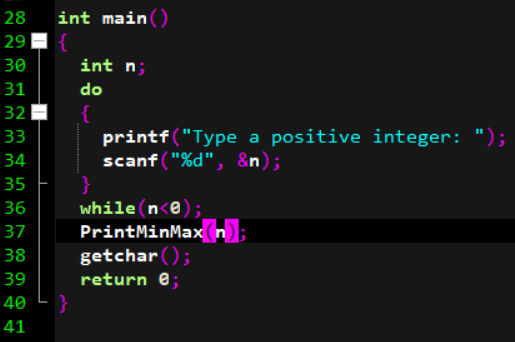 28 int main()
29 {
30   int n;
31   do
32   {
33     printf("Type a positive integer: ");
34     scanf("%d", &n);
35   }
36   while(n<0);
37   PrintMinMax(n);
38   getchar();
39   return 0;
40 }
41